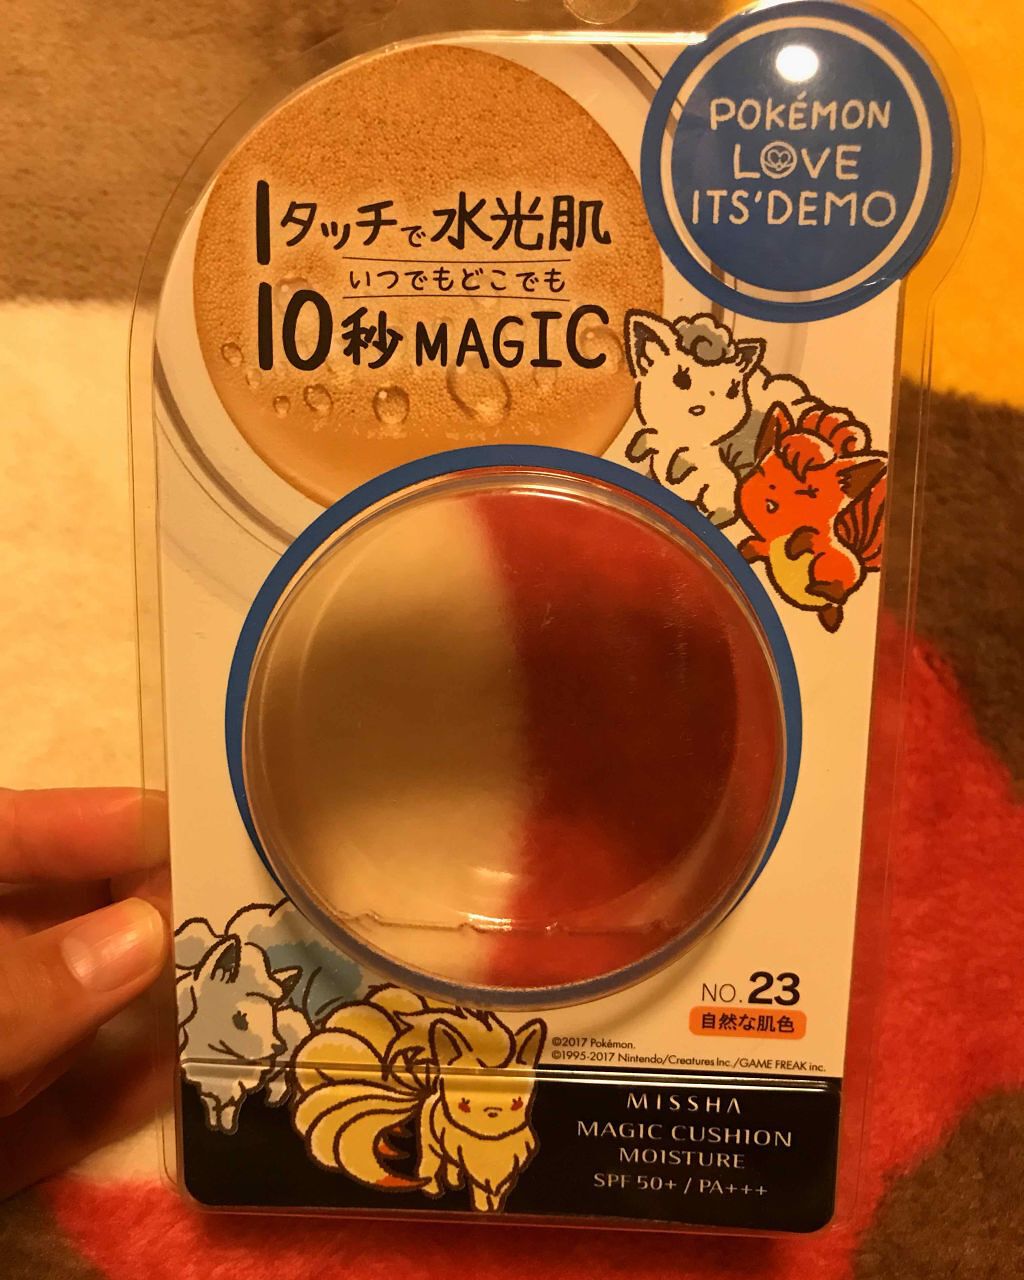 POKÉMON
LOVE
ITS'DEMO
1タッチで水光肌
いつでもどこでも
10秒MAGIC
NO.23
自然な肌色
©2017 Pokémon.
©1995-2017 Nintendo/Creatures Inc./GAME FREAK inc.
MISSHA
MAGIC CUSHION
MOISTURE
SPF 50+ / PA+++